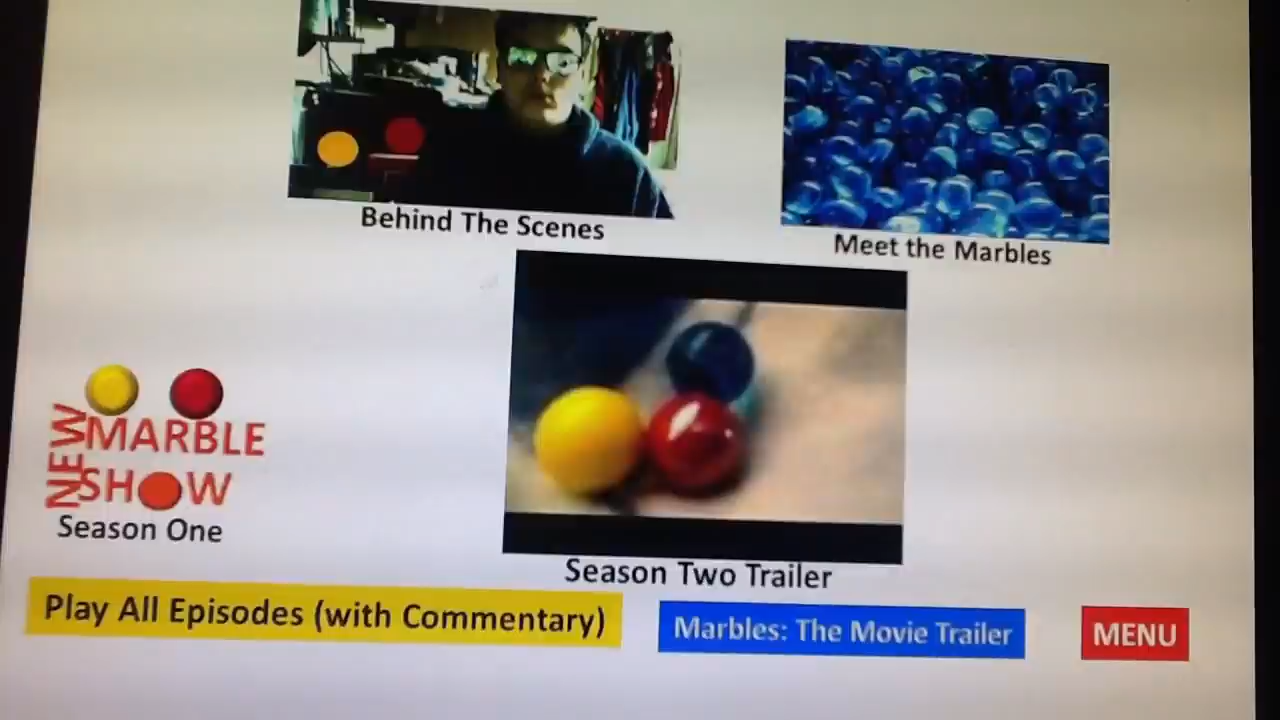 Behind The Scenes
Meet the Marbles
NEW
MARBLE
SHOW
Season One
Season Two Trailer
Play All Episodes (with Commentary)
Marbles: The Movie Trailer
MENU